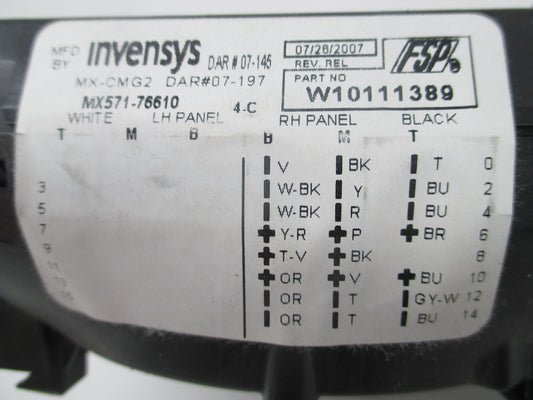 MFD BY invensys DAR # 07-145
MX-CMG2 DAR#07-197
MX571-76610 4-C
07/26/2007
REV. REL
PART NO
W10111389
FSP®
WHITE LH PANEL RH PANEL BLACK
T M B B M T
V BK T 0
3 W-BK Y BU 2
5 W-BK R BU 4
7 + Y-R + P + BR 6
9 + T-V + BK 8
11 + OR + V + BU 10
OR T GY-W 12
OR T BU 14